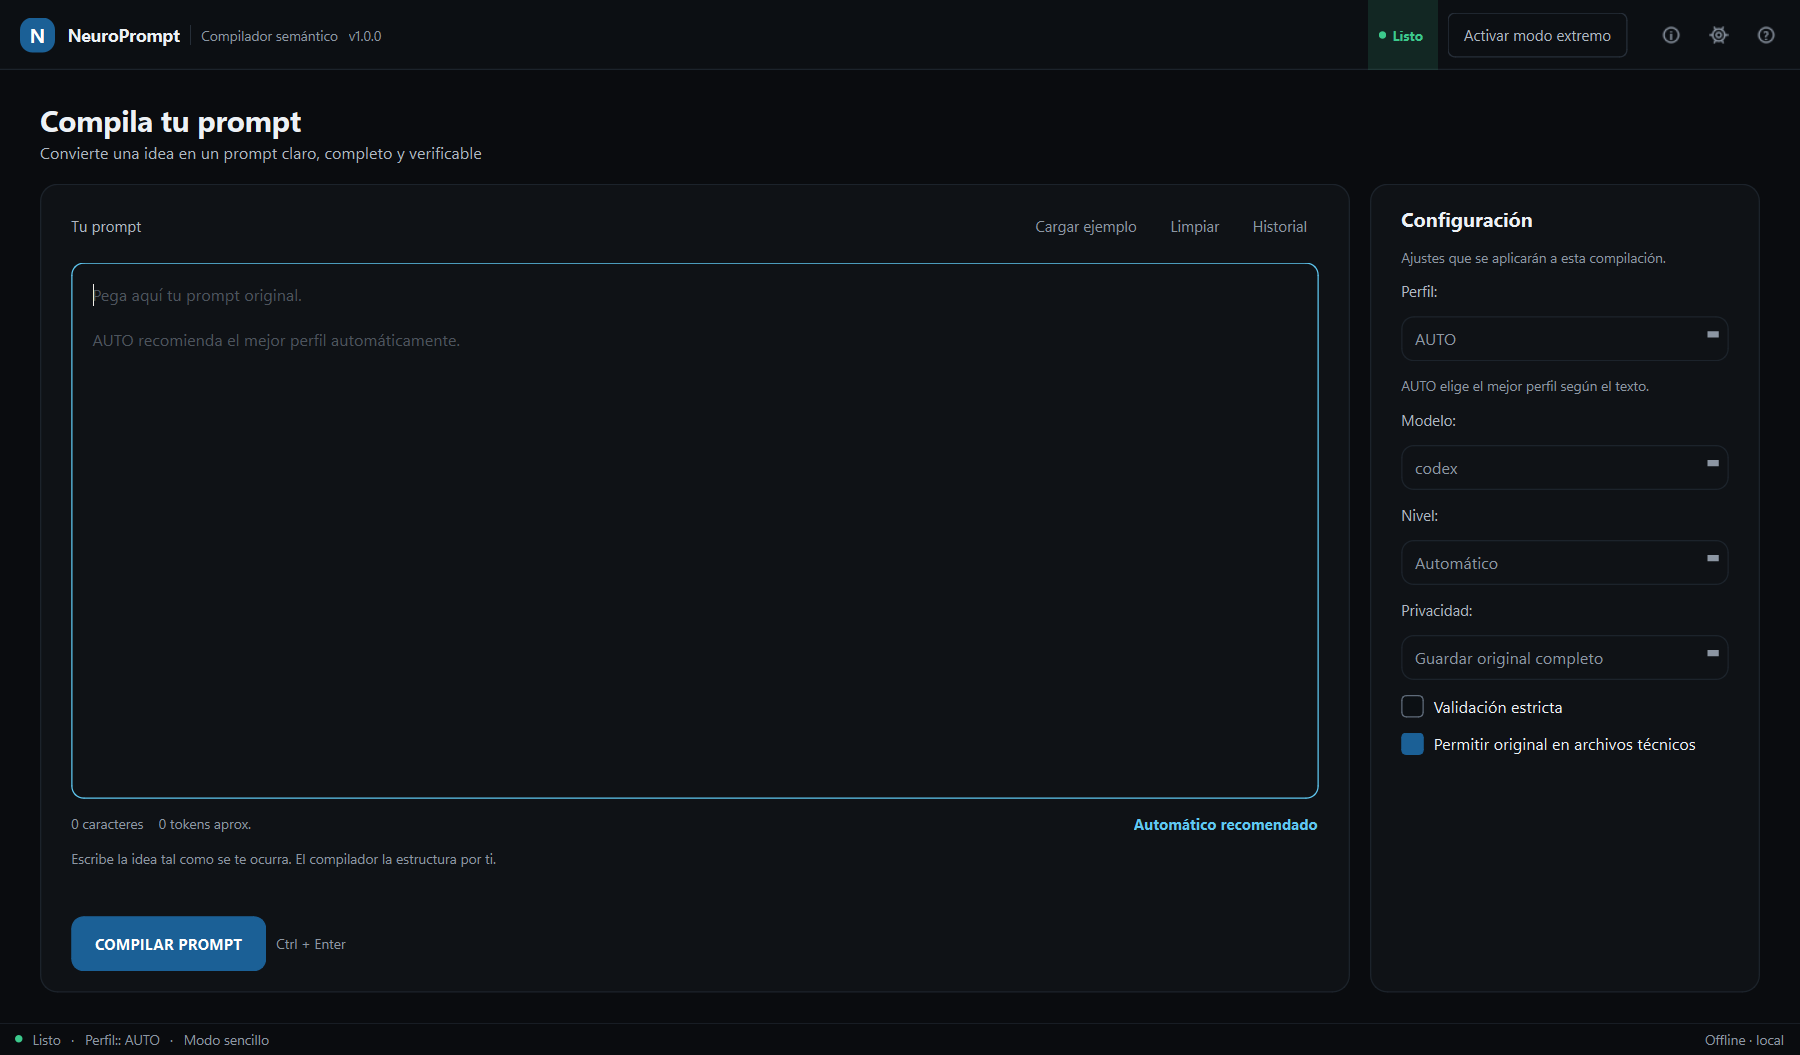 N NeuroPrompt Compilador semántico v1.0.0 Listo Activar modo extremo
Compila tu prompt
Convierte una idea en un prompt claro, completo y verificable
Tu prompt Cargar ejemplo Limpiar Historial
Pega aquí tu prompt original.
AUTO recomienda el mejor perfil automáticamente.
0 caracteres 0 tokens aprox. Automático recomendado
Escribe la idea tal como se te ocurra. El compilador la estructura por ti.
COMPILAR PROMPT Ctrl + Enter
Configuración
Ajustes que se aplicarán a esta compilación.
Perfil:
AUTO
AUTO elige el mejor perfil según el texto.
Modelo:
codex
Nivel:
Automático
Privacidad:
Guardar original completo
Validación estricta
Permitir original en archivos técnicos
Listo · Perfil:: AUTO · Modo sencillo Offline · local